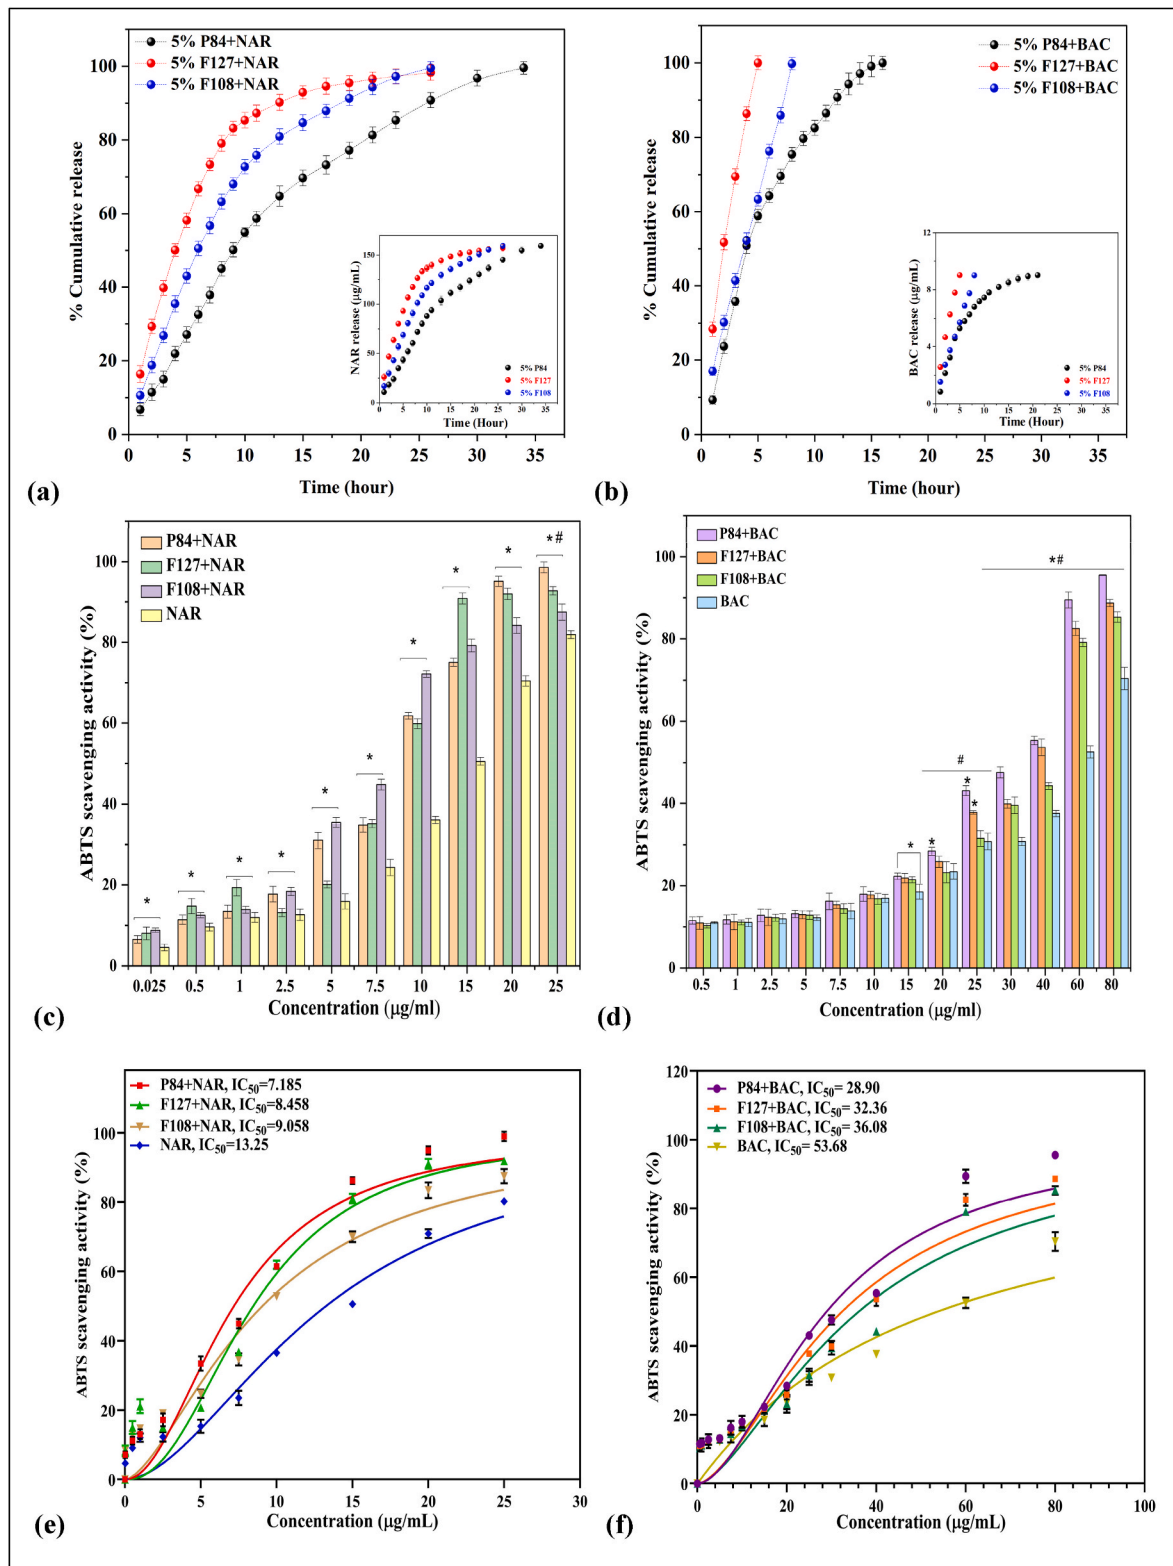 5% P84+NAR
5% F127+NAR
5% F108+NAR
% Cumulative release
100
80
60
40
20
0
0 5 10 15 20 25 30 35
Time (hour)
NAR release (µg/mL)
150
100
50
0
0 5 10 15 20 25 30 35
Time (Hour)
5% P84
5% F127
5% F108
(a)
5% P84+BAC
5% F127+BAC
5% F108+BAC
% Cumulative release
100
80
60
40
20
0
0 5 10 15 20 25 30 35
Time (hour)
BAC release (µg/mL)
12
9
6
3
0
0 5 10 15 20 25 30 35
Time (Hour)
5% P84
5% F127
5% F108
(b)
P84+NAR
F127+NAR
F108+NAR
NAR
ABTS scavenging activity (%)
100
80
60
40
20
0
* * * * * * * * * *#
0.025 0.5 1 2.5 5 7.5 10 15 20 25
Concentration (µg/ml)
(c)
P84+BAC
F127+BAC
F108+BAC
BAC
ABTS scavenging activity (%)
100
80
60
40
20
0
*#
#
* * * *
0.5 1 2.5 5 7.5 10 15 20 25 30 40 60 80
Concentration (µg/ml)
(d)
P84+NAR, IC50=7.185
F127+NAR, IC50=8.458
F108+NAR, IC50=9.058
NAR, IC50=13.25
ABTS scavenging activity (%)
100
80
60
40
20
0
0 5 10 15 20 25 30
Concentration (µg/mL)
(e)
P84+BAC, IC50= 28.90
F127+BAC, IC50= 32.36
F108+BAC, IC50= 36.08
BAC, IC50= 53.68
ABTS scavenging activity (%)
120
100
80
60
40
20
0
0 20 40 60 80 100
Concentration (µg/mL)
(f)